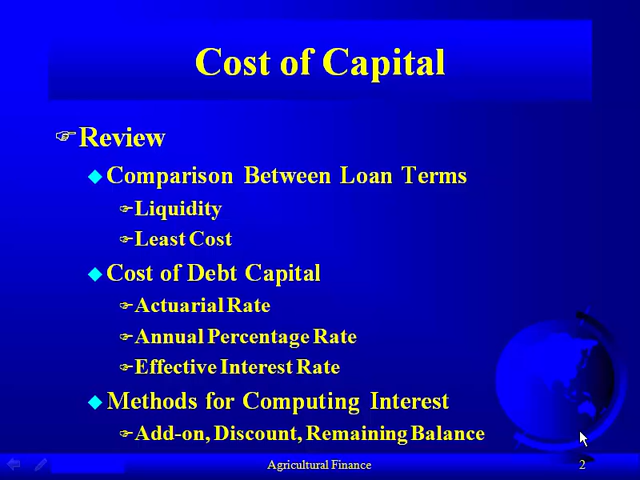 Cost of Capital
Review
Comparison Between Loan Terms
Liquidity
Least Cost
Cost of Debt Capital
Actuarial Rate
Annual Percentage Rate
Effective Interest Rate
Methods for Computing Interest
Add-on, Discount, Remaining Balance
Agricultural Finance
2